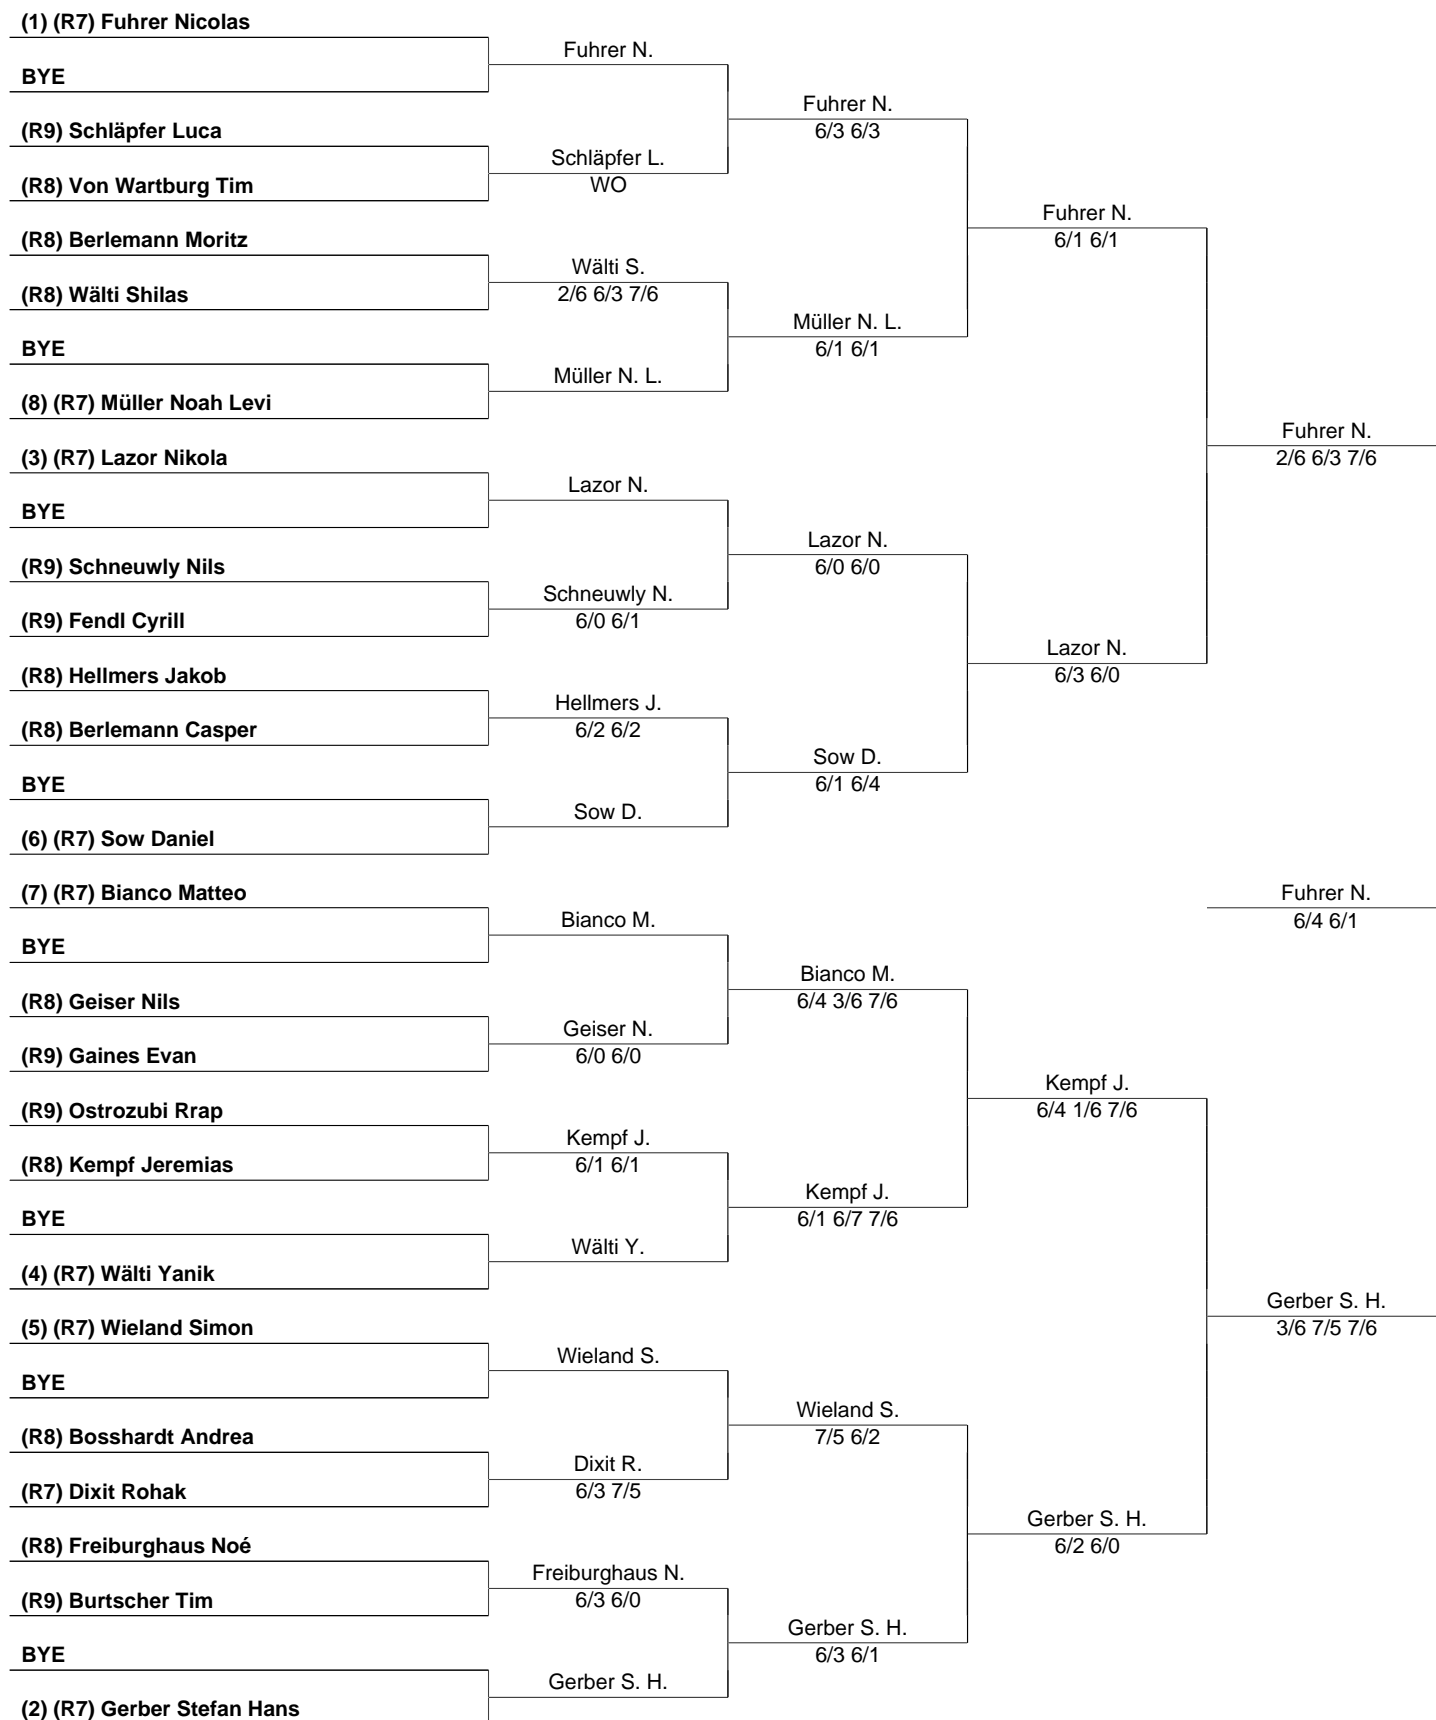 (1) (R7) Fuhrer Nicolas
BYE
(R9) Schläpfer Luca
(R8) Von Wartburg Tim
(R8) Berlemann Moritz
(R8) Wälti Shilas
BYE
(8) (R7) Müller Noah Levi
(3) (R7) Lazor Nikola
BYE
(R9) Schneuwly Nils
(R9) Fendl Cyrill
(R8) Hellmers Jakob
(R8) Berlemann Casper
BYE
(6) (R7) Sow Daniel
(7) (R7) Bianco Matteo
BYE
(R8) Geiser Nils
(R9) Gaines Evan
(R9) Ostrozubi Rrap
(R8) Kempf Jeremias
BYE
(4) (R7) Wälti Yanik
(5) (R7) Wieland Simon
BYE
(R8) Bosshardt Andrea
(R7) Dixit Rohak
(R8) Freiburghaus Noé
(R9) Burtscher Tim
BYE
(2) (R7) Gerber Stefan Hans
Fuhrer N.
Schläpfer L.
WO
Wälti S.
2/6 6/3 7/6
Müller N. L.
Lazor N.
Schneuwly N.
6/0 6/1
Hellmers J.
6/2 6/2
Sow D.
Bianco M.
Geiser N.
6/0 6/0
Kempf J.
6/1 6/1
Wälti Y.
Wieland S.
Dixit R.
6/3 7/5
Freiburghaus N.
6/3 6/0
Gerber S. H.
Fuhrer N.
6/3 6/3
Müller N. L.
6/1 6/1
Lazor N.
6/0 6/0
Sow D.
6/1 6/4
Bianco M.
6/4 3/6 7/6
Kempf J.
6/1 6/7 7/6
Wieland S.
7/5 6/2
Gerber S. H.
6/3 6/1
Fuhrer N.
6/1 6/1
Lazor N.
6/3 6/0
Kempf J.
6/4 1/6 7/6
Gerber S. H.
6/2 6/0
Fuhrer N.
2/6 6/3 7/6
Gerber S. H.
3/6 7/5 7/6
Fuhrer N.
6/4 6/1